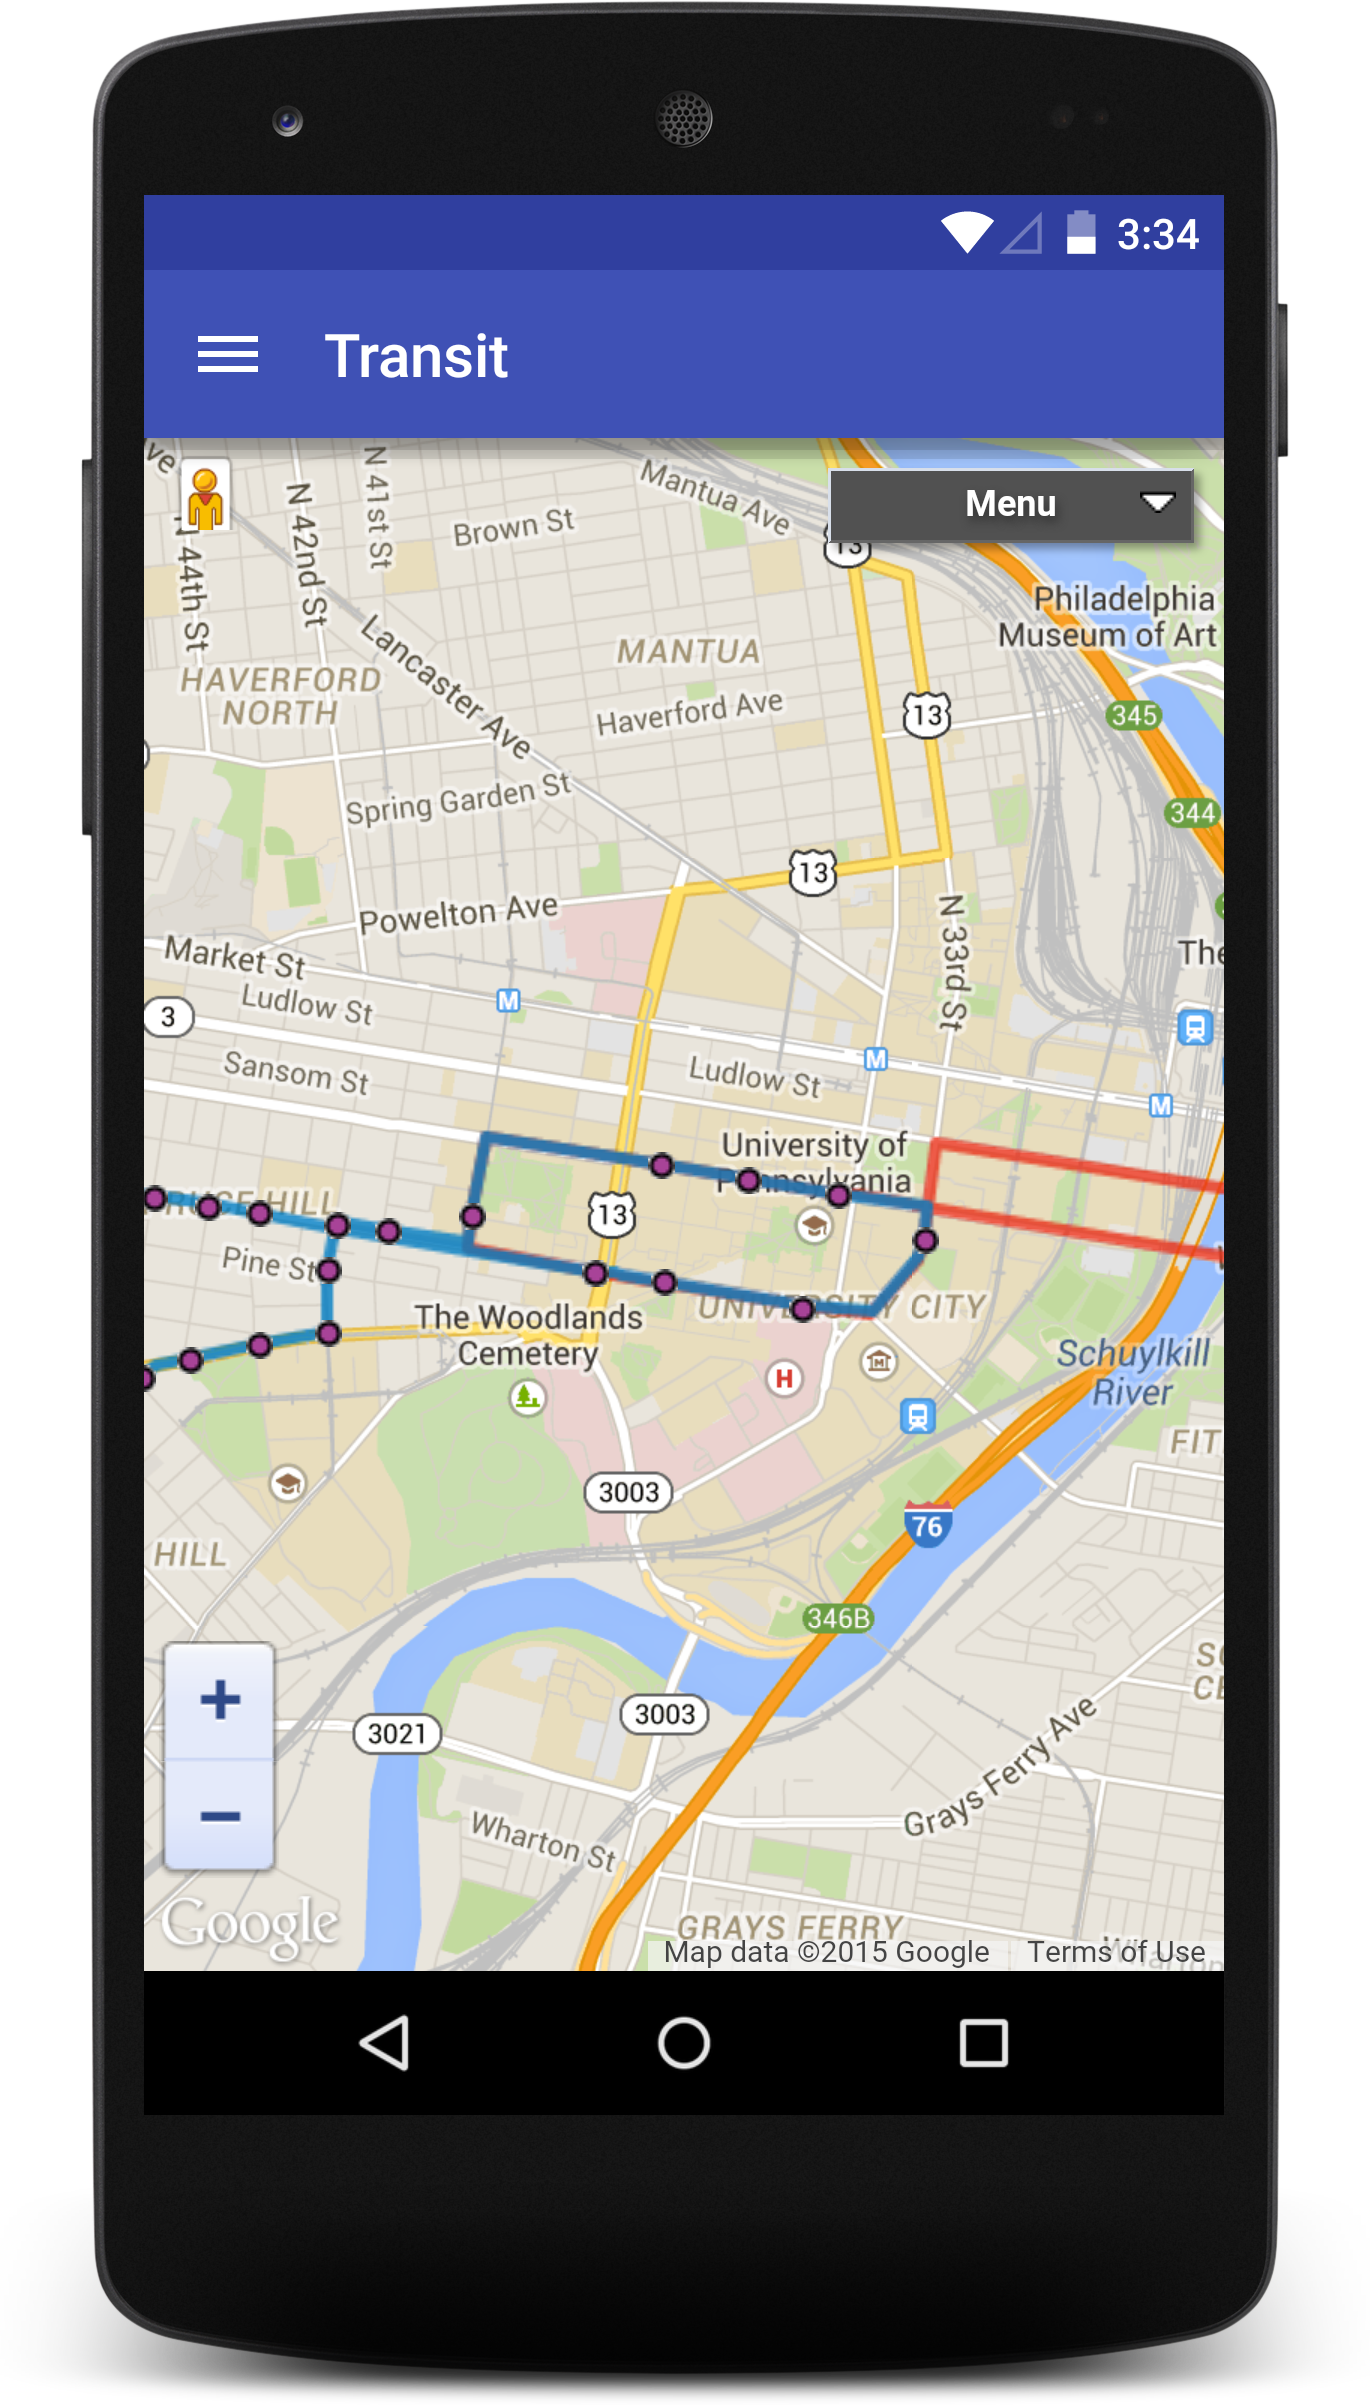 3:34
Transit
Menu
ve
N 41st St
N 42nd St
N 44th St
Brown St
Mantua Ave
13
Philadelphia
Museum of Art
Lancaster Ave
MANTUA
HAVERFORD
NORTH
Haverford Ave
13
345
Spring Garden St
344
13
Powelton Ave
N 33rd St
Market St
The
Ludlow St
M
3
Sansom St
Ludlow St
M
M
University of
Pennsylvania
13
Pine St
The Woodlands
Cemetery
UNIVERSITY CITY
H
Schuylkill
River
FIT
3003
76
HILL
346B
3003
3021
+
−
Grays Ferry Ave
Wharton St
Google
GRAYS FERRY
Map data ©2015 Google
Terms of Use